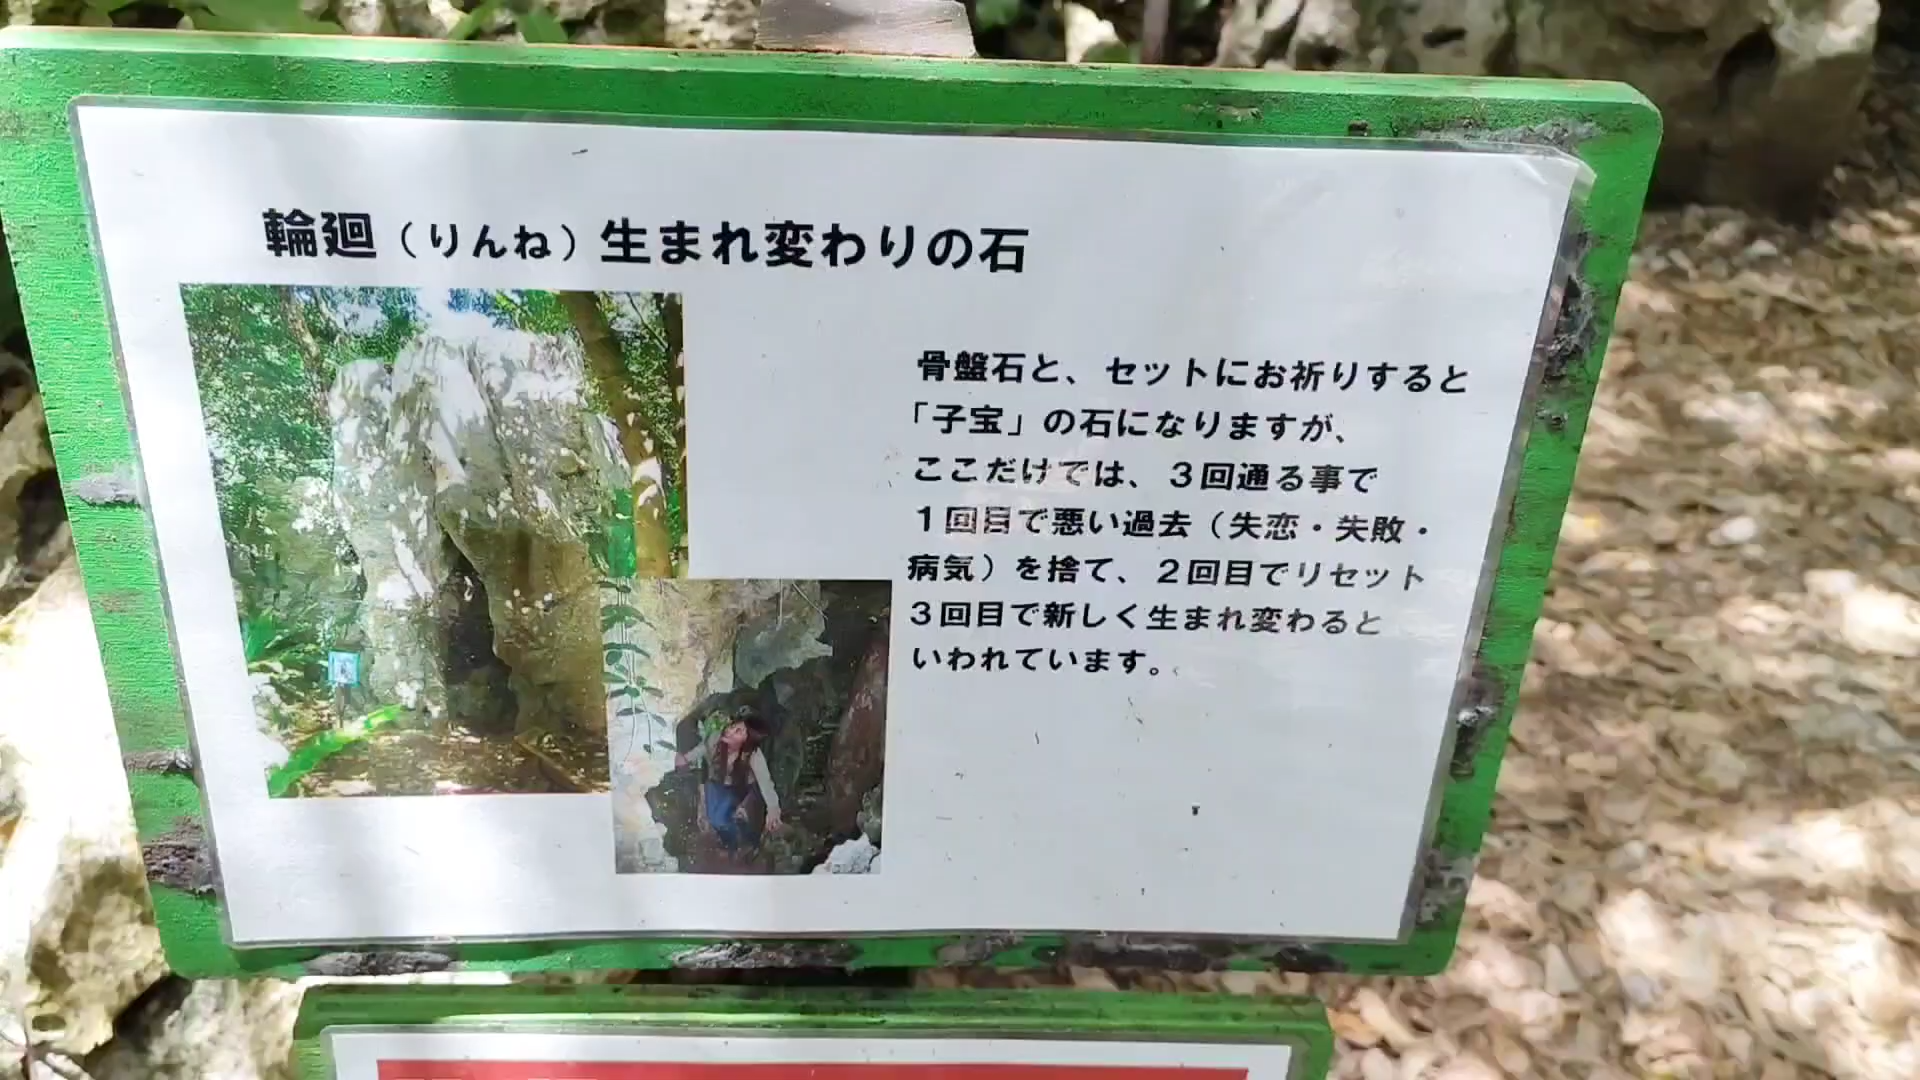 輪廻（りんね）生まれ変わりの石
骨盤石と、セットにお祈りすると
「子宝」の石になりますが、
ここだけでは、３回通る事で
１回目で悪い過去（失恋・失敗・
病気）を捨て、２回目でリセット
３回目で新しく生まれ変わると
いわれています。